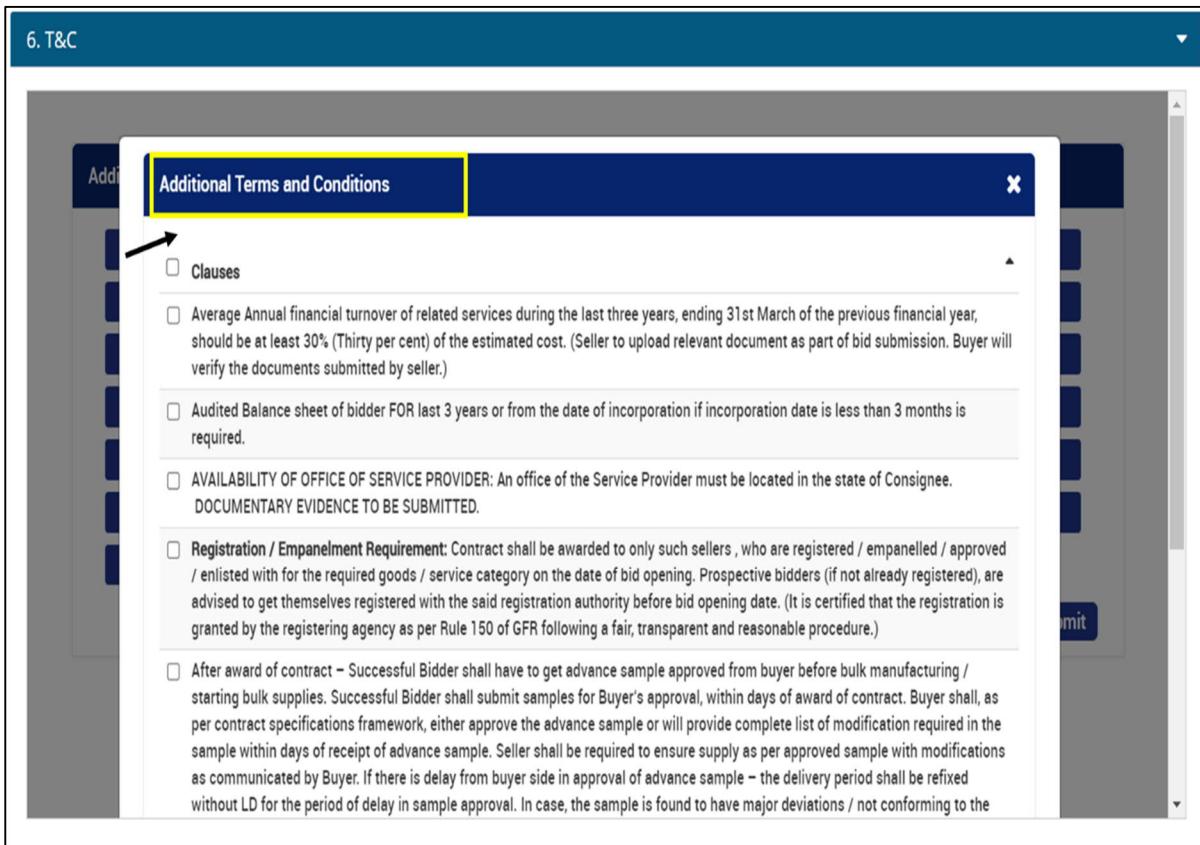 6. T&C
Addi
Additional Terms and Conditions
Clauses
Average Annual financial turnover of related services during the last three years, ending 31st March of the previous financial year,
should be at least 30% (Thirty per cent) of the estimated cost. (Seller to upload relevant document as part of bid submission. Buyer will
verify the documents submitted by seller.)
Audited Balance sheet of bidder FOR last 3 years or from the date of incorporation if incorporation date is less than 3 months is
required.
AVAILABILITY OF OFFICE OF SERVICE PROVIDER: An office of the Service Provider must be located in the state of Consignee.
DOCUMENTARY EVIDENCE TO BE SUBMITTED.
Registration / Empanelment Requirement: Contract shall be awarded to only such sellers , who are registered / empanelled / approved
/ enlisted with for the required goods / service category on the date of bid opening. Prospective bidders (if not already registered), are
advised to get themselves registered with the said registration authority before bid opening date. (It is certified that the registration is
granted by the registering agency as per Rule 150 of GFR following a fair, transparent and reasonable procedure.)
mit
After award of contract – Successful Bidder shall have to get advance sample approved from buyer before bulk manufacturing /
starting bulk supplies. Successful Bidder shall submit samples for Buyer's approval, within days of award of contract. Buyer shall, as
per contract specifications framework, either approve the advance sample or will provide complete list of modification required in the
sample within days of receipt of advance sample. Seller shall be required to ensure supply as per approved sample with modifications
as communicated by Buyer. If there is delay from buyer side in approval of advance sample – the delivery period shall be refixed
without LD for the period of delay in sample approval. In case, the sample is found to have major deviations / not conforming to the